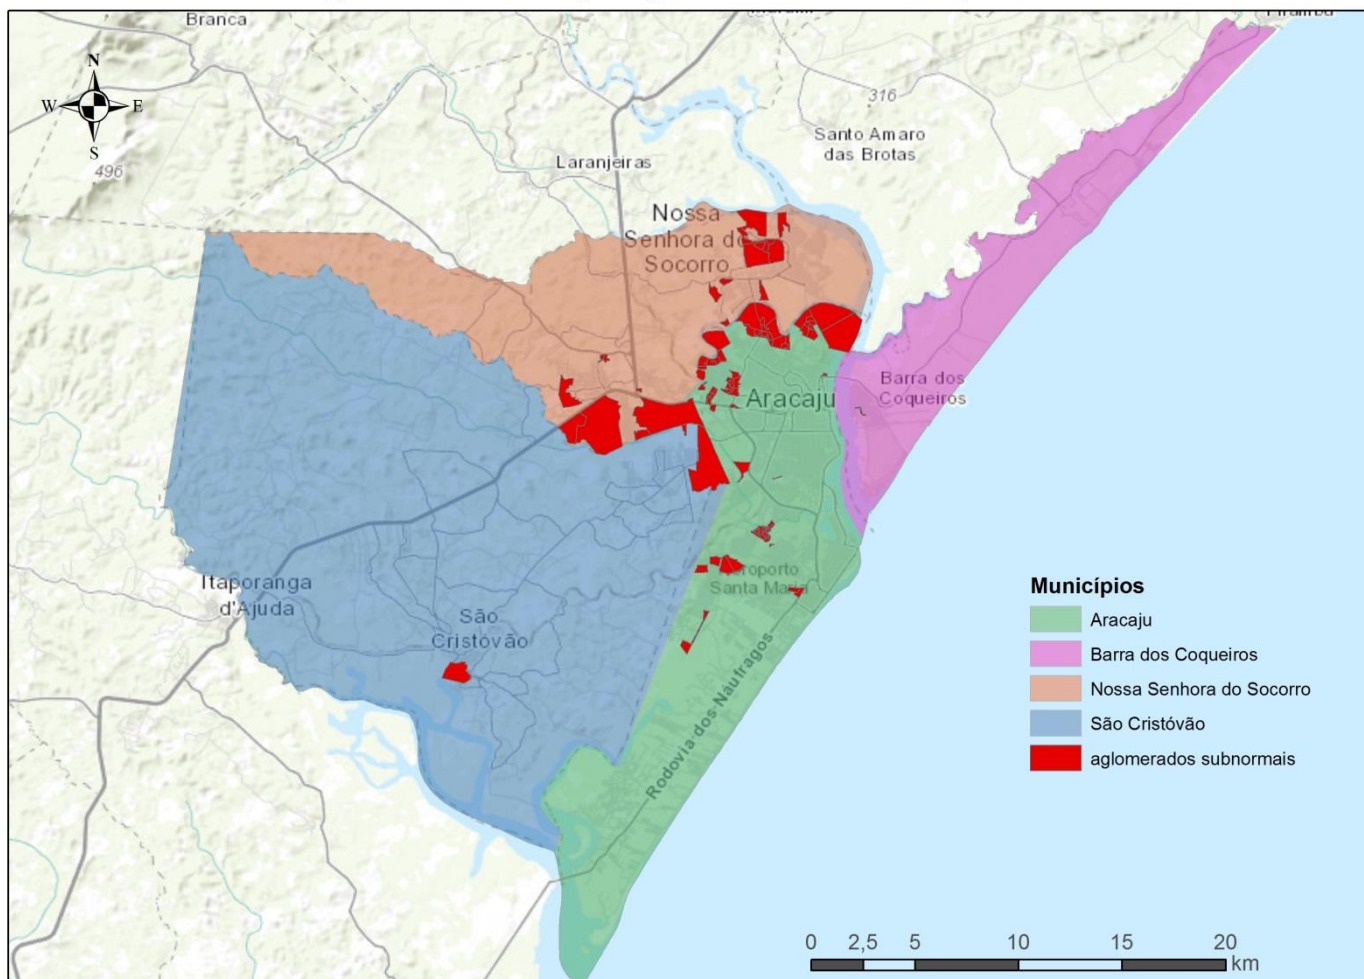 Branca
N
W E
S
496
316
Santo Amaro
das Brotas
Laranjeiras
Nossa
Senhora do
Socorro
Barra dos
Coqueiros
Aracaju
Itaporanga
d'Ajuda
São
Cristóvão
Aeroporto
Santa Maria
Rodovia dos Náufragos
Municípios
Aracaju
Barra dos Coqueiros
Nossa Senhora do Socorro
São Cristóvão
aglomerados subnormais
0 2,5 5 10 15 20
km